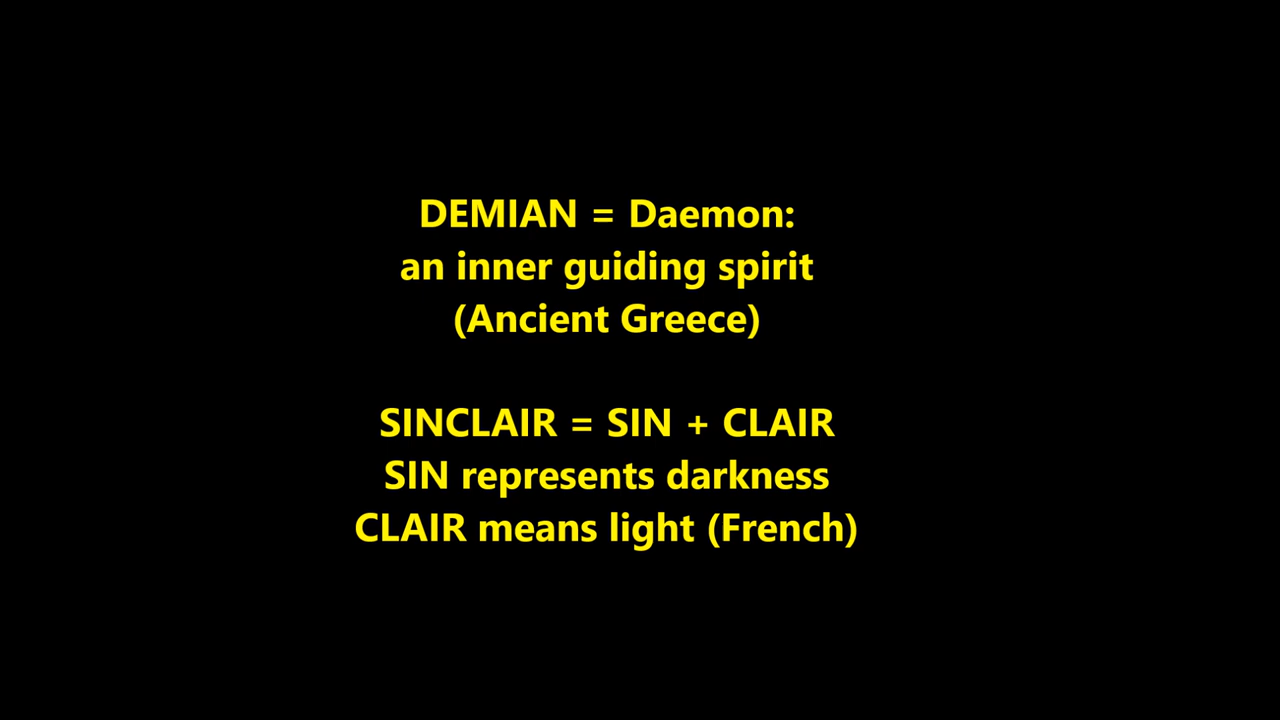 DEMIAN = Daemon:
an inner guiding spirit
(Ancient Greece)
SINCLAIR = SIN + CLAIR
SIN represents darkness
CLAIR means light (French)